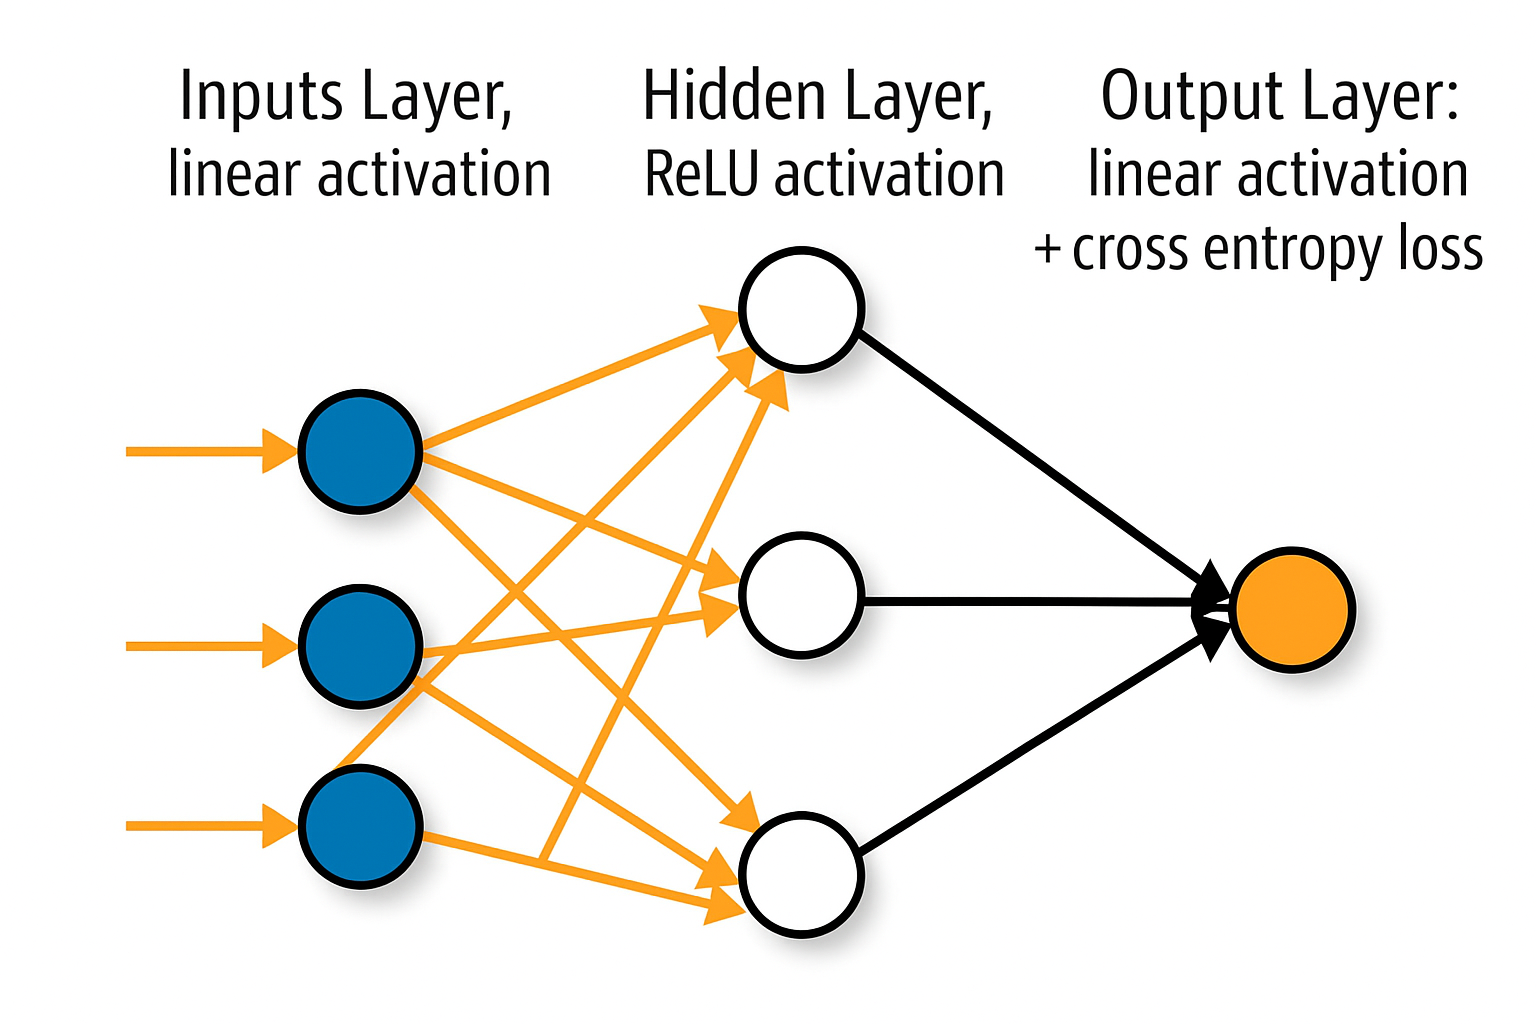 Inputs Layer,
linear activation
Hidden Layer,
ReLU activation
Output Layer:
linear activation
+ cross entropy loss